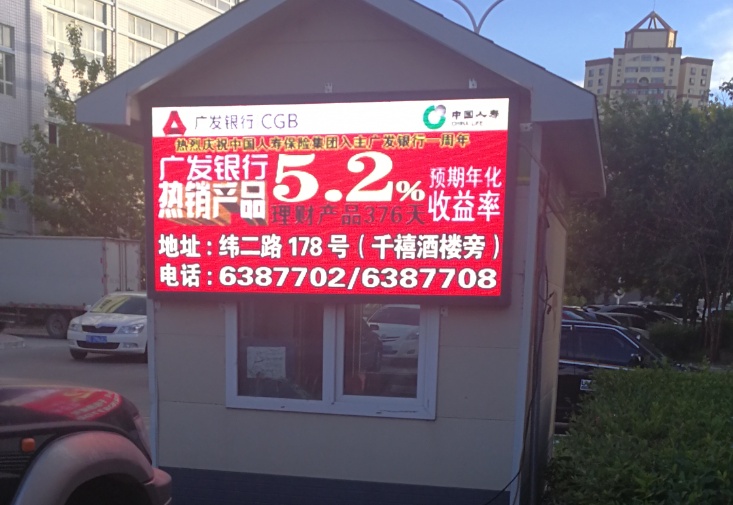 广发银行 CGB 中国人寿
CHINA LIFE
热烈庆祝中国人寿保险集团入主广发银行一周年
广发银行 5.2% 预期年化
热销产品 理财产品376天 收益率
地址：纬二路 178 号（千禧酒楼旁）
电话：6387702/6387708